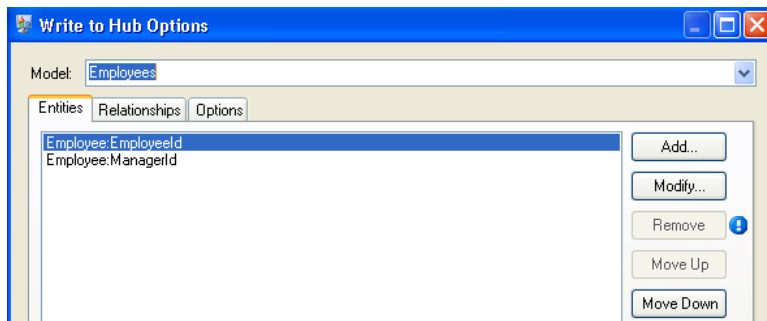 Write to Hub Options
Model: Employees
Entities Relationships Options
Employee:EmployeeId
Employee:ManagerId
Add...
Modify...
Remove
Move Up
Move Down